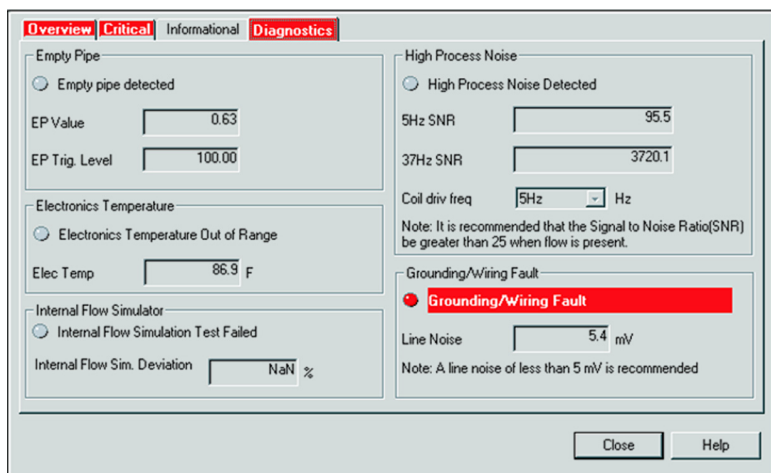 Overview Critical Informational Diagnostics
Empty Pipe
Empty pipe detected
EP Value 0.63
EP Trig. Level 100.00
Electronics Temperature
Electronics Temperature Out of Range
Elec Temp 86.9 F
Internal Flow Simulator
Internal Flow Simulation Test Failed
Internal Flow Sim. Deviation NaN %
High Process Noise
High Process Noise Detected
5Hz SNR 95.5
37Hz SNR 3720.1
Coil driv freq 5Hz Hz
Note: It is recommended that the Signal to Noise Ratio(SNR)
be greater than 25 when flow is present.
Grounding/Wiring Fault
Grounding/Wiring Fault
Line Noise 5.4 mV
Note: A line noise of less than 5 mV is recommended
Close Help